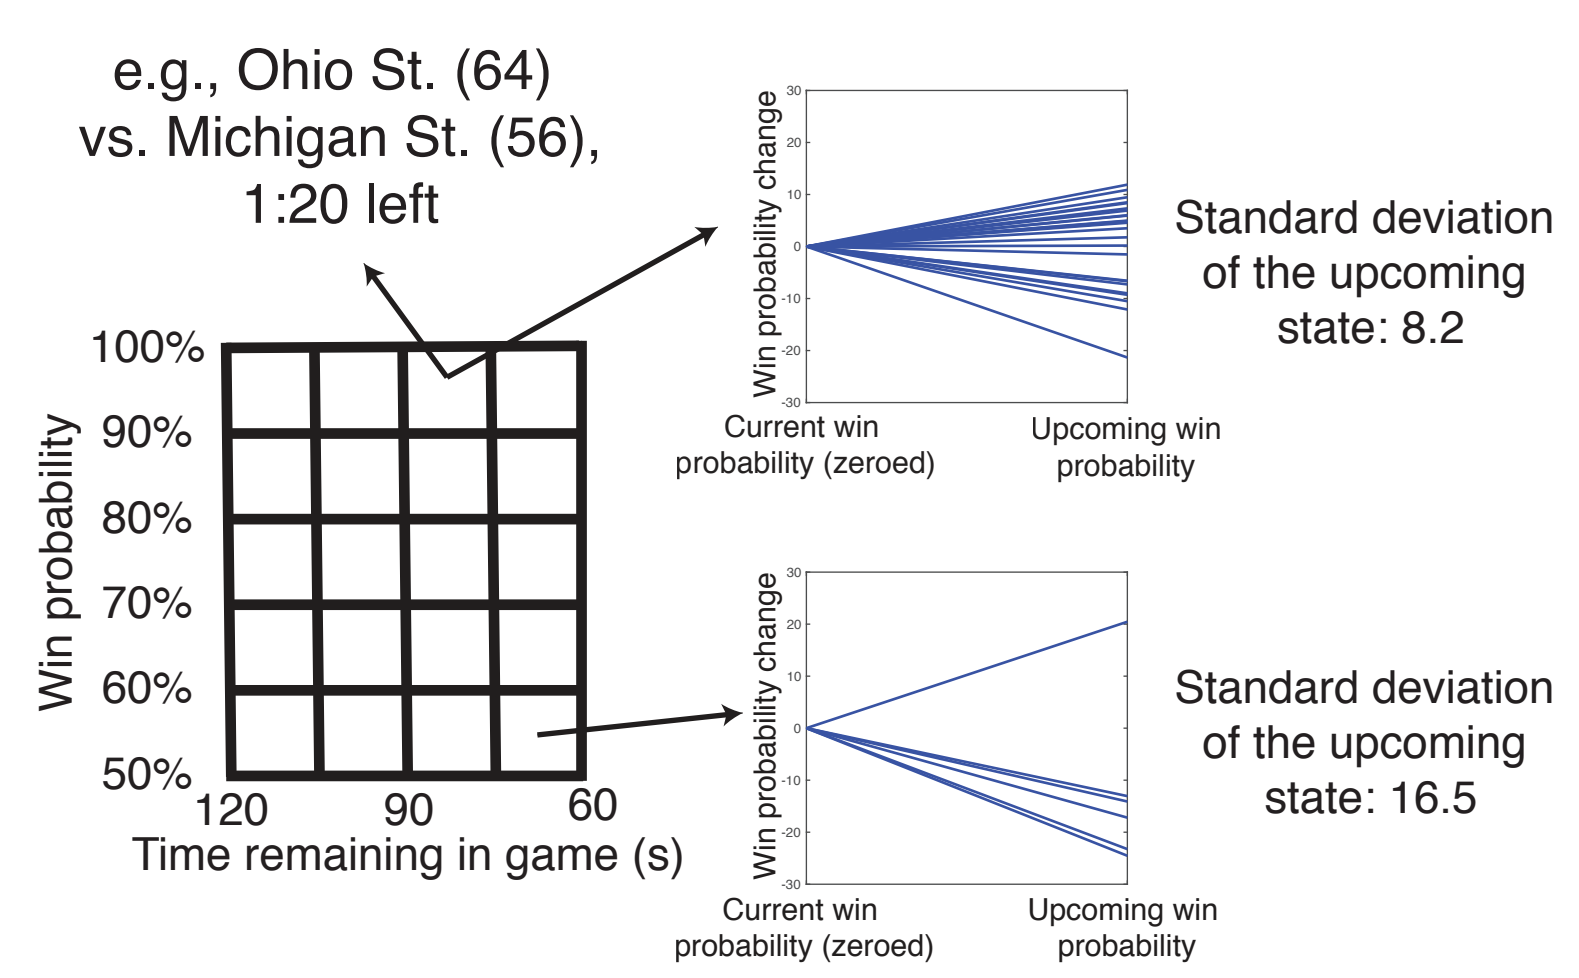 e.g., Ohio St. (64)
vs. Michigan St. (56),
1:20 left
100%
90%
80%
70%
60%
50%
Win probability
120
90
60
Time remaining in game (s)
Win probability change
30
20
10
0
-10
-20
-30
Current win
probability (zeroed)
Upcoming win
probability
Standard deviation
of the upcoming
state: 8.2
Win probability change
30
20
10
0
-10
-20
-30
Current win
probability (zeroed)
Upcoming win
probability
Standard deviation
of the upcoming
state: 16.5